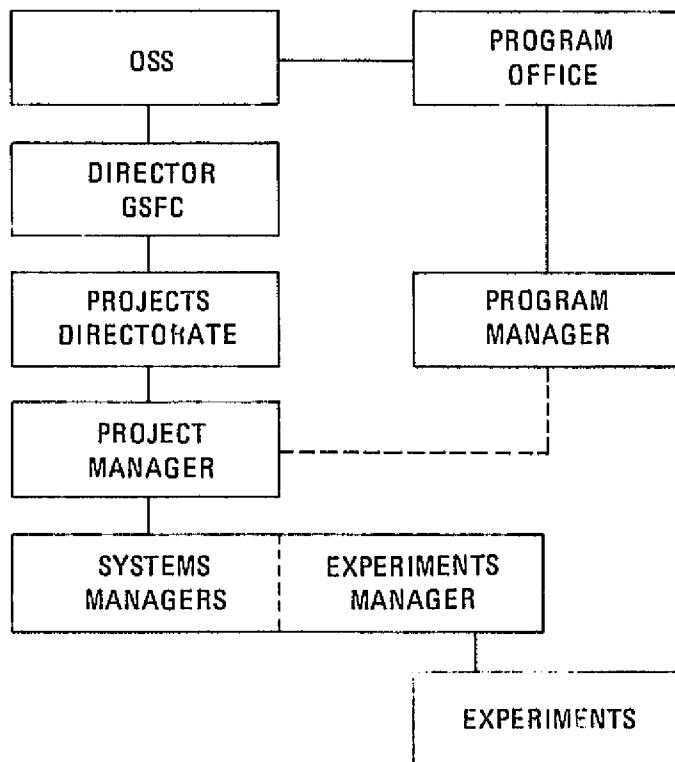 OSS
PROGRAM
OFFICE
DIRECTOR
GSFC
PROJECTS
DIRECTORATE
PROGRAM
MANAGER
PROJECT
MANAGER
SYSTEMS
MANAGERS
EXPERIMENTS
MANAGER
EXPERIMENTS